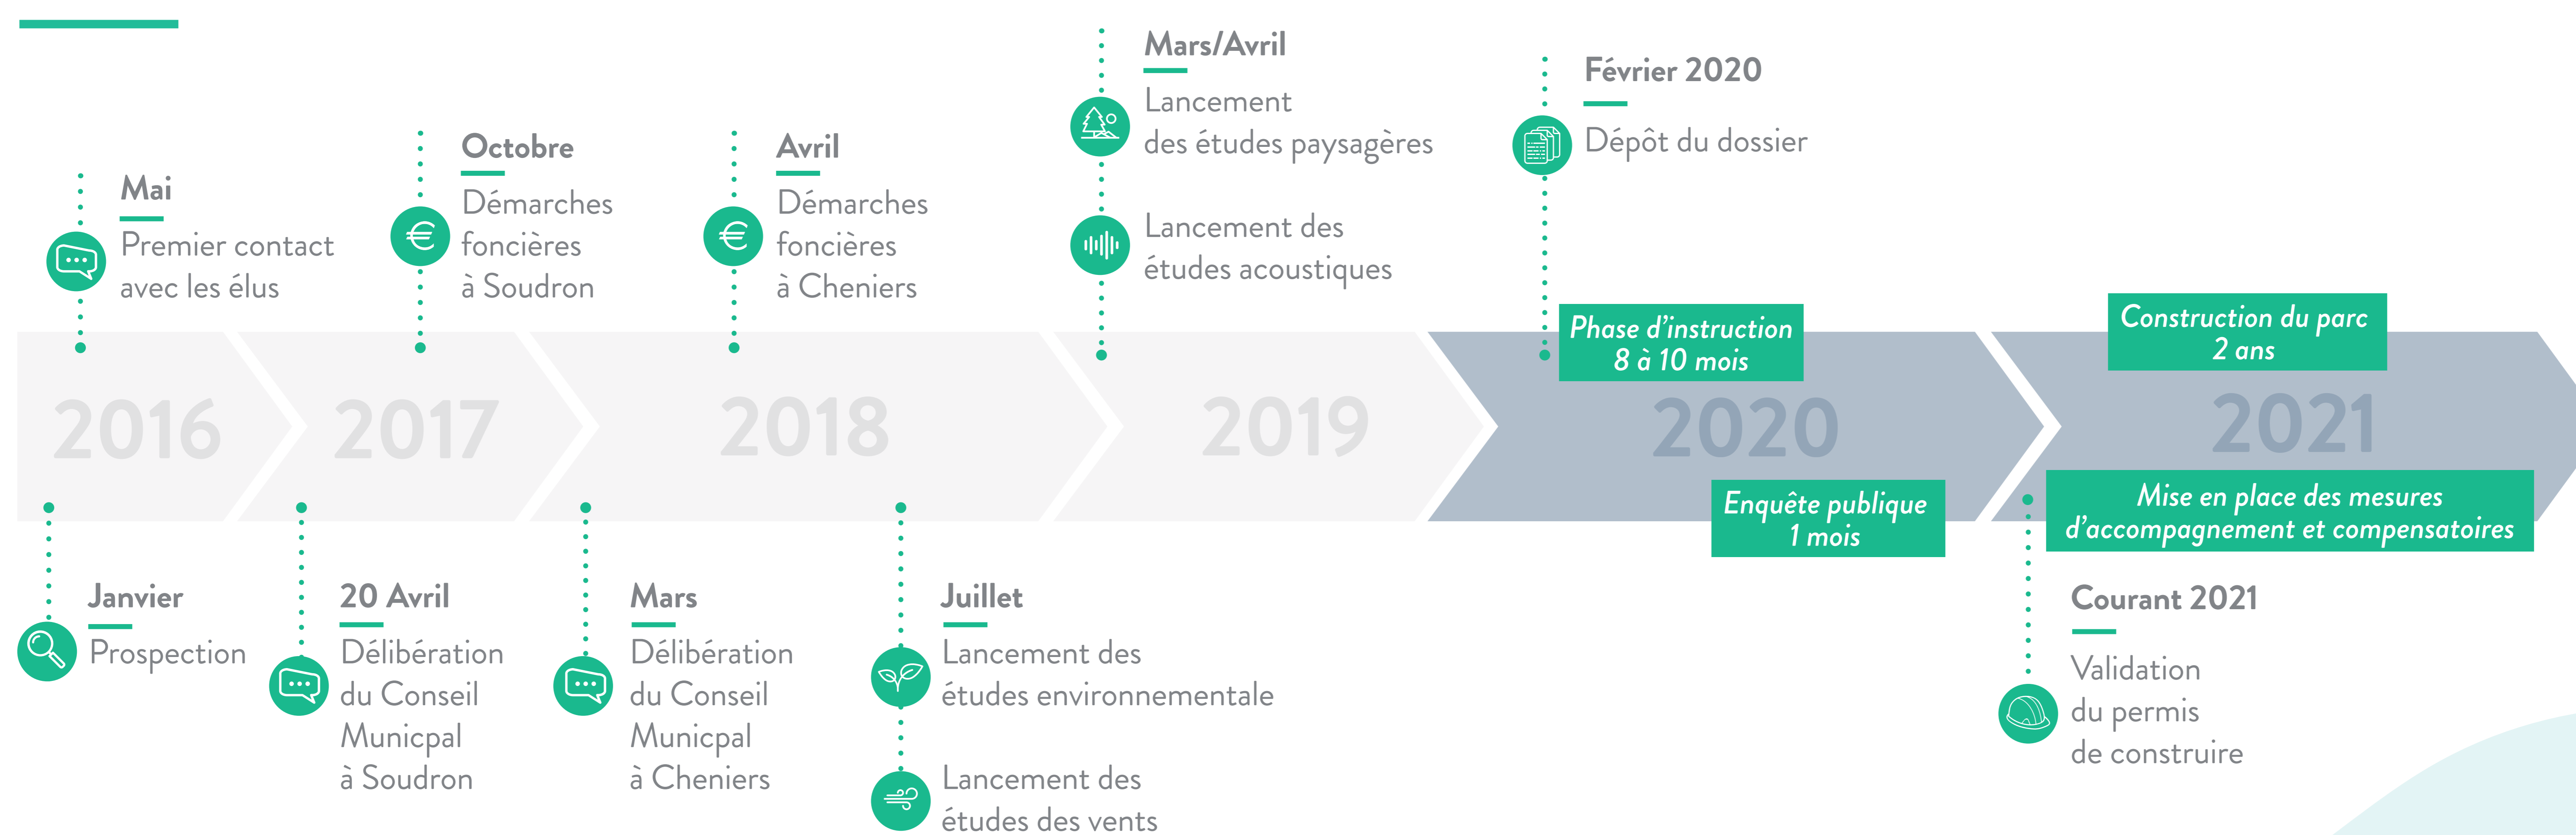 Mai
Premier contact
avec les élus
Octobre
Démarches
foncières
à Soudron
Avril
Démarches
foncières
à Cheniers
Mars/Avril
Lancement
des études paysagères
Lancement des
études acoustiques
Février 2020
Dépôt du dossier
Phase d’instruction
8 à 10 mois
Construction du parc
2 ans
2016
2017
2018
2019
2020
2021
Enquête publique
1 mois
Mise en place des mesures
d’accompagnement et compensatoires
Janvier
Prospection
20 Avril
Délibération
du Conseil
Municpal
à Soudron
Mars
Délibération
du Conseil
Municpal
à Cheniers
Juillet
Lancement des
études environnementale
Lancement des
études des vents
Courant 2021
Validation
du permis
de construire